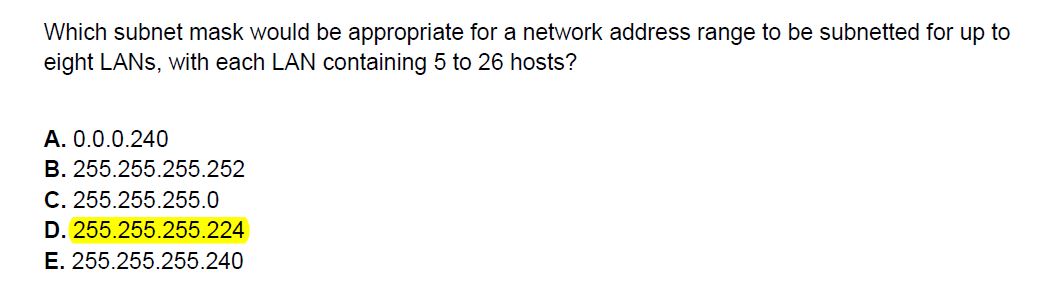 Which subnet mask would be appropriate for a network address range to be subnetted for up to
eight LANs, with each LAN containing 5 to 26 hosts?
A. 0.0.0.240
B. 255.255.255.252
C. 255.255.255.0
D. 255.255.255.224
E. 255.255.255.240